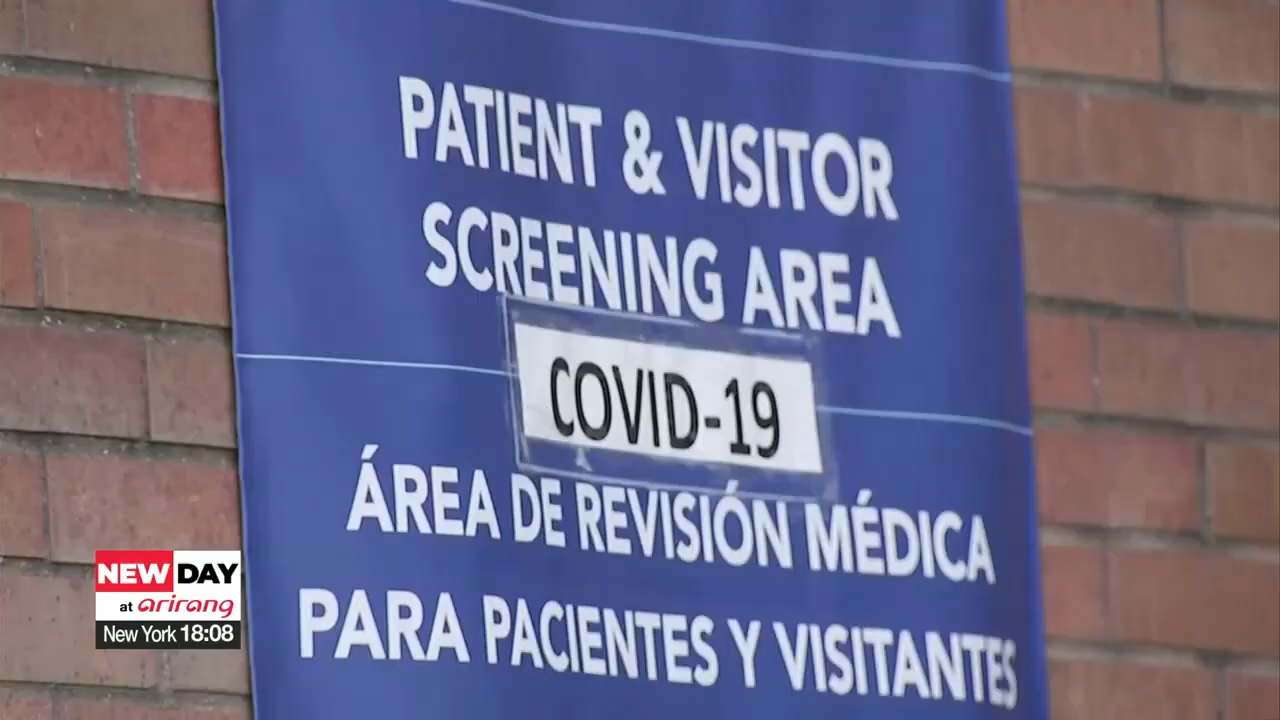 PATIENT & VISITOR
SCREENING AREA
COVID-19
ÁREA DE REVISIÓN MÉDICA
PARA PACIENTES Y VISITANTES
NEW DAY
at arirang
New York 18:08